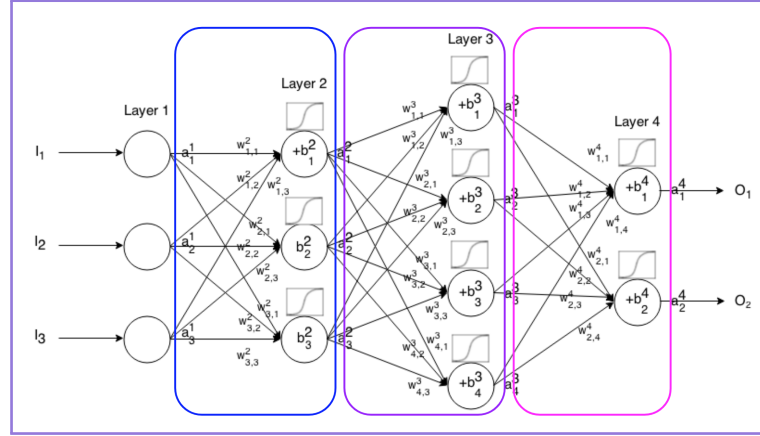 Layer 1
Layer 2
Layer 3
Layer 4
I₁
I₂
I₃
a¹₁
a¹₂
a¹₃
w²₁,₁
w²₁,₂
w²₁,₃
w²₂,₁
w²₂,₂
w²₂,₃
w²₃,₁
w²₃,₂
w²₃,₃
+b²₁
b²₂
b²₃
a²₁
a²₂
a²₃
w³₁,₁
w³₁,₂
w³₁,₃
w³₂,₁
w³₂,₂
w³₂,₃
w³₃,₁
w³₃,₂
w³₃,₃
w³₄,₁
w³₄,₂
w³₄,₃
+b³₁
+b³₂
+b³₃
+b³₄
a³₁
a³₂
a³₃
a³₄
w⁴₁,₁
w⁴₁,₂
w⁴₁,₃
w⁴₁,₄
w⁴₂,₁
w⁴₂,₂
w⁴₂,₃
w⁴₂,₄
+b⁴₁
+b⁴₂
a⁴₁
a⁴₂
O₁
O₂